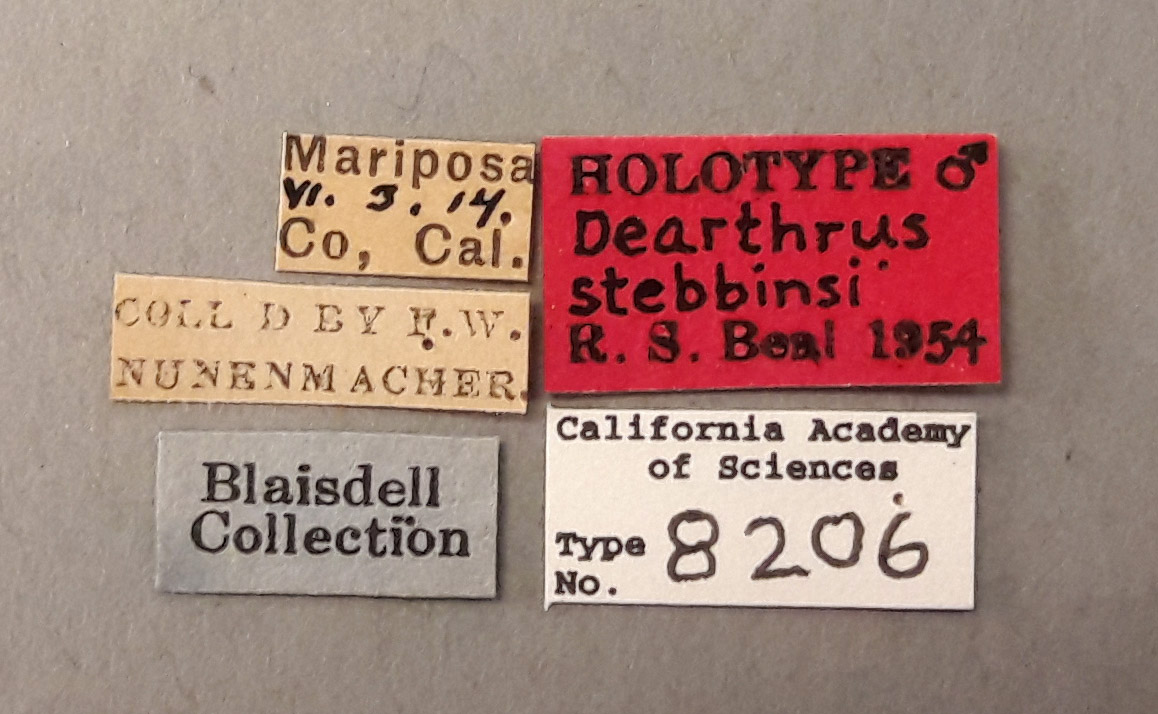 Mariposa
VI. 3. 14.
Co, Cal.
COLL D BY F.W.
NUNENMACHER.
Blaisdell
Collection
HOLOTYPE ♂
Dearthrus
stebbinsi
R. S. Beal 1954
California Academy
of Sciences
Type
No. 8206